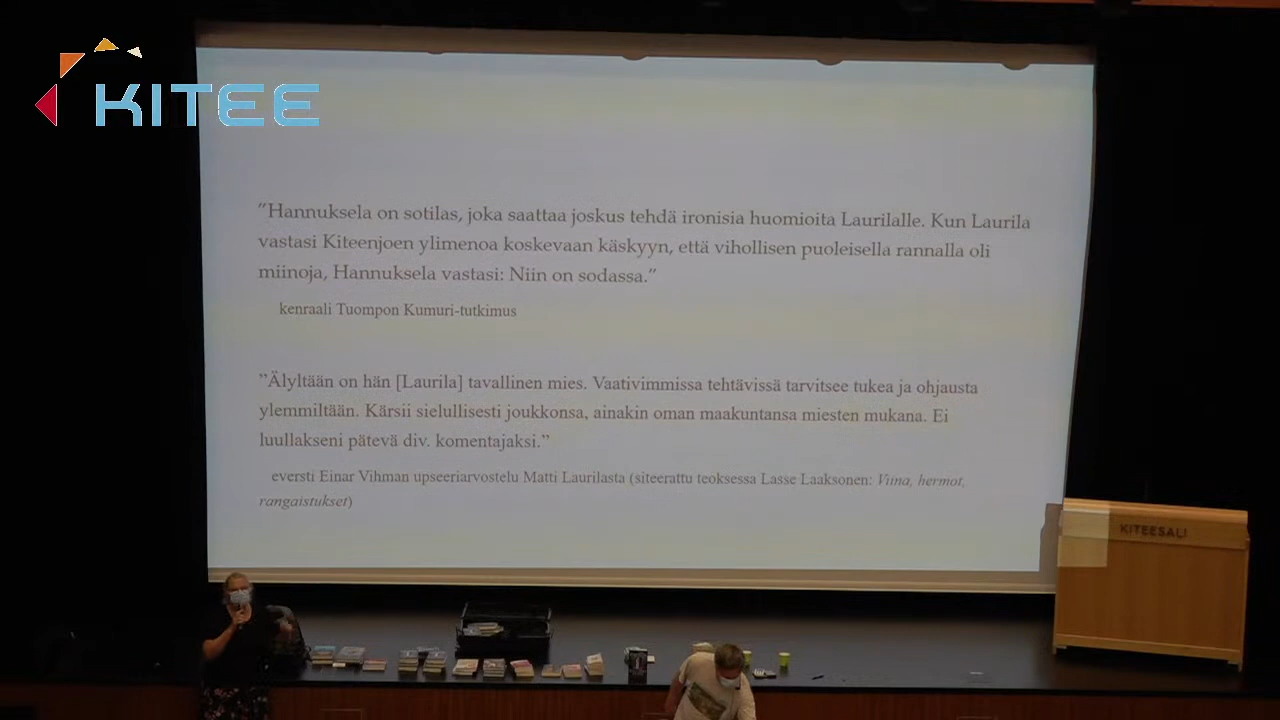 KITEE
”Hannuksela on sotilas, joka saattaa joskus tehdä ironisia huomioita Laurilalle. Kun Laurila
vastasi Kiteenjoen ylimenoa koskevaan käskyyn, että vihollisen puoleisella rannalla oli
miinoja, Hannuksela vastasi: Niin on sodassa.”
kenraali Tuompon Kumuri-tutkimus
”Älyltään on hän [Laurila] tavallinen mies. Vaativimmissa tehtävissä tarvitsee tukea ja ohjausta
ylemmiltään. Kärsii sielullisesti joukkonsa, ainakin oman maakuntansa miesten mukana. Ei
luullakseni pätevä div. komentajaksi.”
eversti Einar Vihman upseeriarvostelu Matti Laurilasta (siteerattu teoksessa Lasse Laaksonen: Viina, hermot,
rangaistukset)
KITEESALI